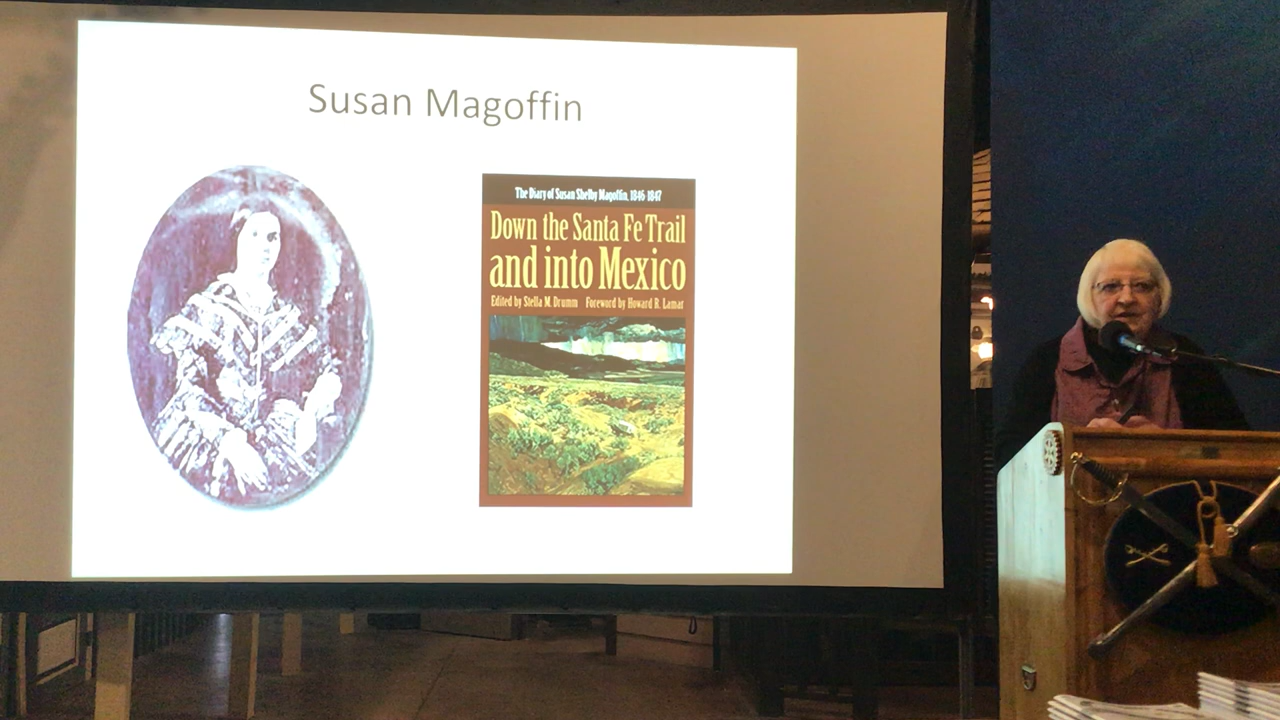 Susan Magoffin
The Diary of Susan Shelby Magoffin, 1846-1847
Down the Santa Fe Trail
and into Mexico
Edited by Stella M. Drumm Foreword by Howard R. Lamar